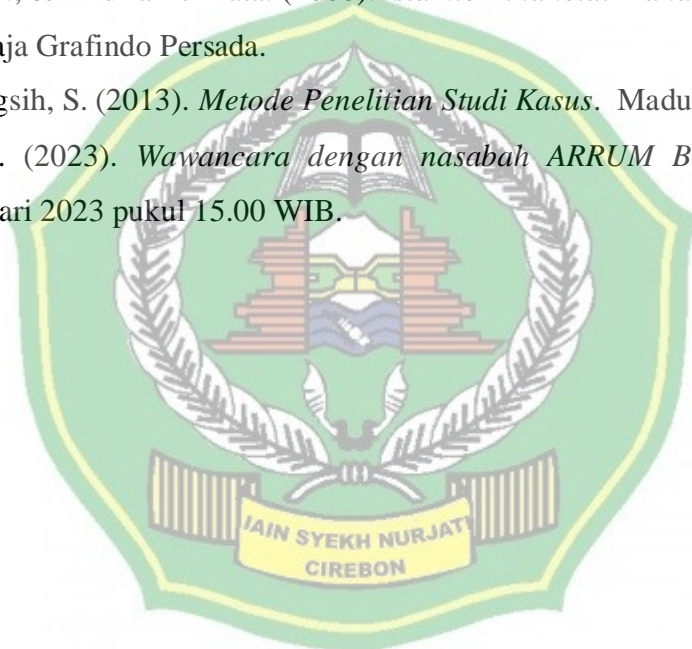 aja Grafindo Persada.
gsih, S. (2013). Metode Penelitian Studi Kasus. Madu
. (2023). Wawancara dengan nasabah ARRUM B
ari 2023 pukul 15.00 WIB.
IAIN SYEKH NURJATI
CIREBON